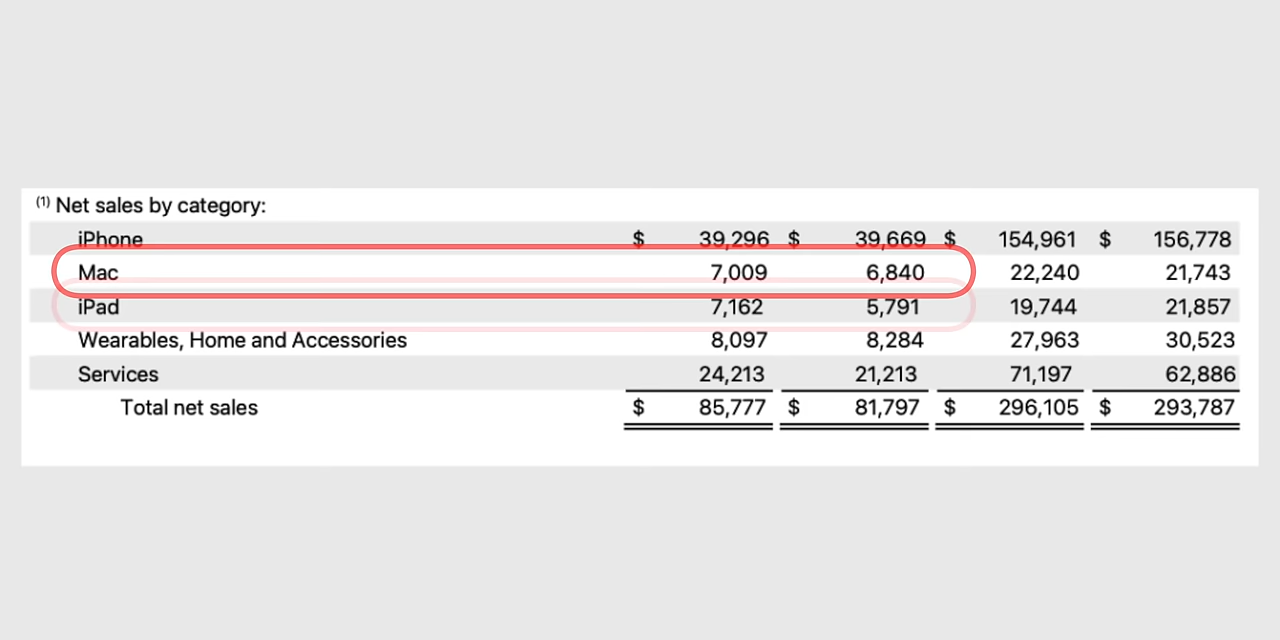 (1) Net sales by category:
iPhone $ 39,296 $ 39,669 $ 154,961 $ 156,778
Mac 7,009 6,840 22,240 21,743
iPad 7,162 5,791 19,744 21,857
Wearables, Home and Accessories 8,097 8,284 27,963 30,523
Services 24,213 21,213 71,197 62,886
Total net sales $ 85,777 $ 81,797 $ 296,105 $ 293,787